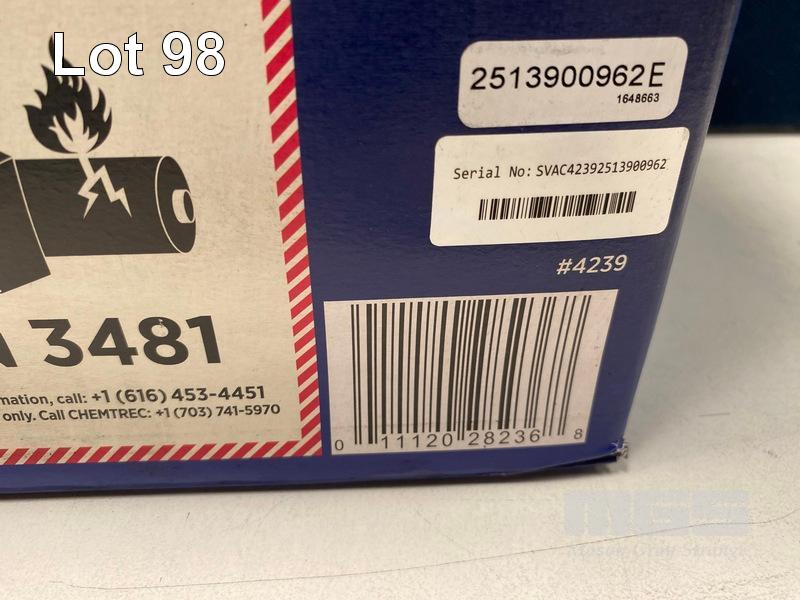 Lot 98
2513900962E
1648663
Serial No: SVAC42392513900962
#4239
3481
mation, call: +1 (616) 453-4451
only. Call CHEMTREC: +1 (703) 741-5970
0 11120 28236 8
MGS